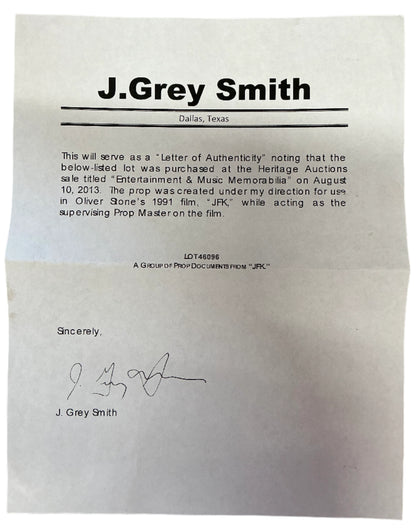 J.Grey Smith
Dallas, Texas
This will serve as a "Letter of Authenticity" noting that the
below-listed lot was purchased at the Heritage Auctions
sale titled "Entertainment & Music Memorabilia" on August
10, 2013. The prop was created under my direction for use
in Oliver Stone's 1991 film, "JFK," while acting as the
supervising Prop Master on the film.
LOT46096
A GROUP OF PROP DOCUMENTS FROM "JFK."
Sincerely,
J. Grey Smith
J. Grey Smith